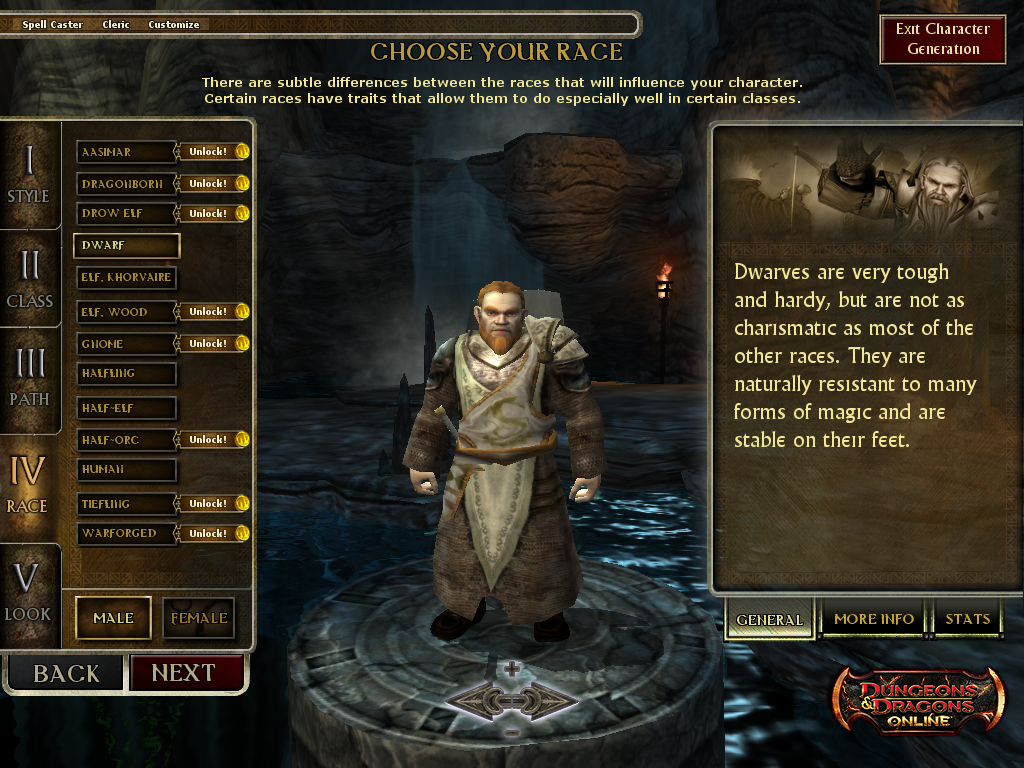 Spell Caster Cleric Customize
Exit Character
Generation
CHOOSE YOUR RACE
There are subtle differences between the races that will influence your character.
Certain races have traits that allow them to do especially well in certain classes.
I
STYLE
II
CLASS
III
PATH
IV
RACE
V
LOOK
AASIMAR Unlock!
DRAGONBORN Unlock!
DROW ELF Unlock!
DWARF
ELF, KHORVAIRE
ELF, WOOD Unlock!
GNOME Unlock!
HALFLING
HALF-ELF
HALF-ORC Unlock!
HUMAN
TIEFLING Unlock!
WARFORGED Unlock!
MALE FEMALE
BACK NEXT
Dwarves are very tough
and hardy, but are not as
charismatic as most of the
other races. They are
naturally resistant to many
forms of magic and are
stable on their feet.
GENERAL MORE INFO STATS
DUNGEONS
& DRAGONS
ONLINE